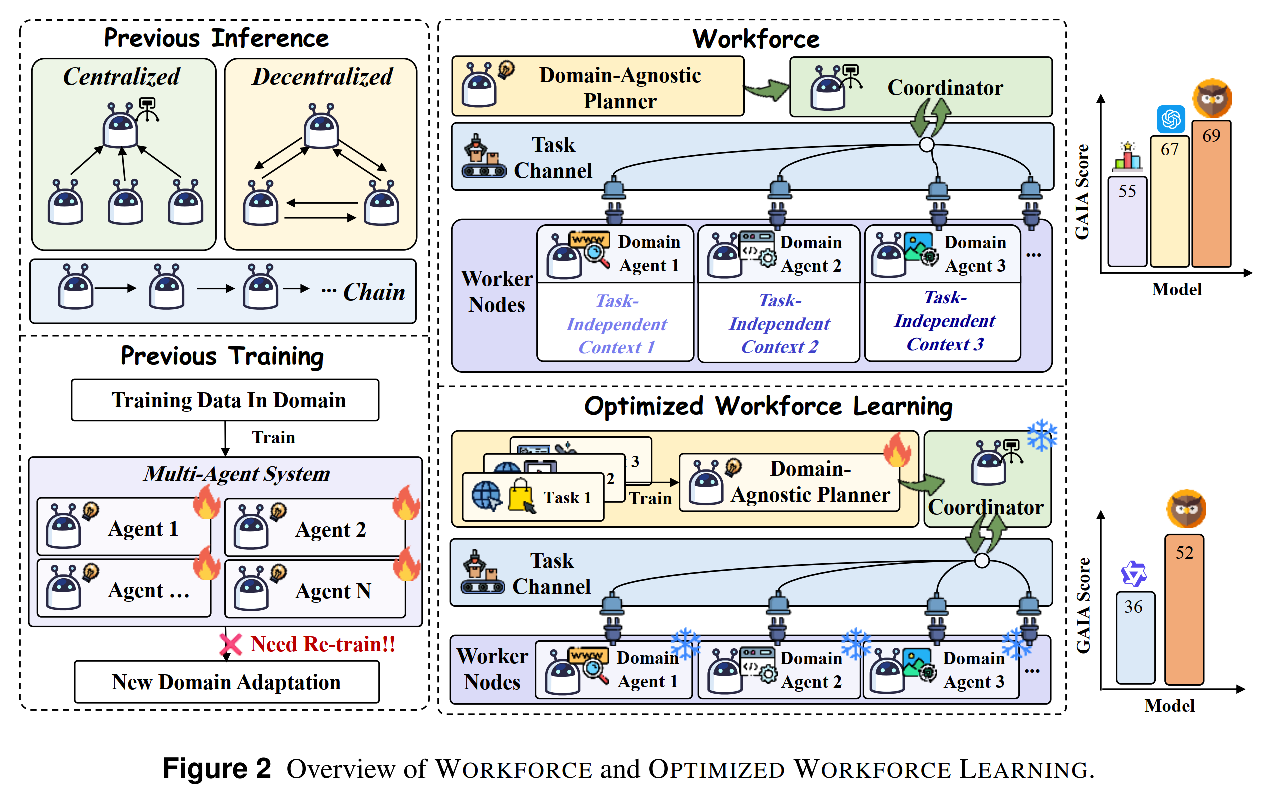 Previous Inference
Centralized
Decentralized
··· Chain
Previous Training
Training Data In Domain
Train
Multi-Agent System
Agent 1
Agent 2
Agent ...
Agent N
Need Re-train!!
New Domain Adaptation
Workforce
Domain-Agnostic
Planner
Coordinator
Task
Channel
Worker
Nodes
WWW
Domain
Agent 1
Task-
Independent
Context 1
</>
Domain
Agent 2
Task-
Independent
Context 2
Domain
Agent 3
Task-
Independent
Context 3
···
Optimized Workforce Learning
3
2
Task 1
Train
Domain-
Agnostic Planner
Coordinator
Task
Channel
Worker
Nodes
WWW
Domain
Agent 1
</>
Domain
Agent 2
Domain
Agent 3
···
GAIA Score
55
67
69
Model
GAIA Score
36
52
Model
Figure 2 Overview of WORKFORCE and OPTIMIZED WORKFORCE LEARNING.